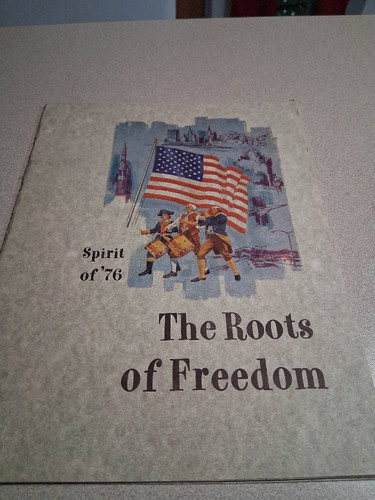 Spirit
of '76
The Roots
of Freedom